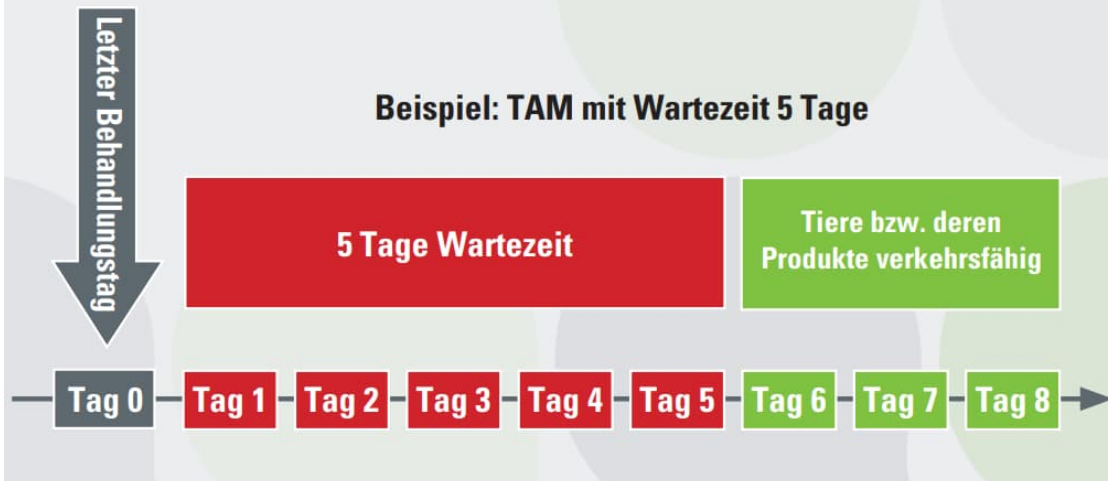 Letzter Behandlungstag
Beispiel: TAM mit Wartezeit 5 Tage
5 Tage Wartezeit
Tiere bzw. deren
Produkte verkehrsfähig
Tag 0
Tag 1
Tag 2
Tag 3
Tag 4
Tag 5
Tag 6
Tag 7
Tag 8